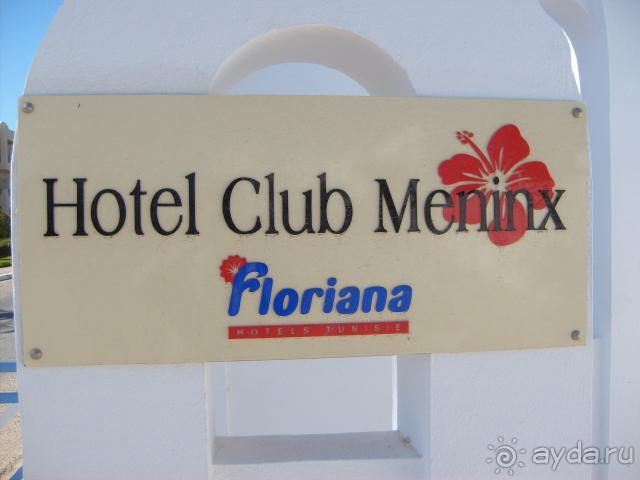 Hotel Club Meninx
Floriana
HOTELS TUNISIE
ayda.ru